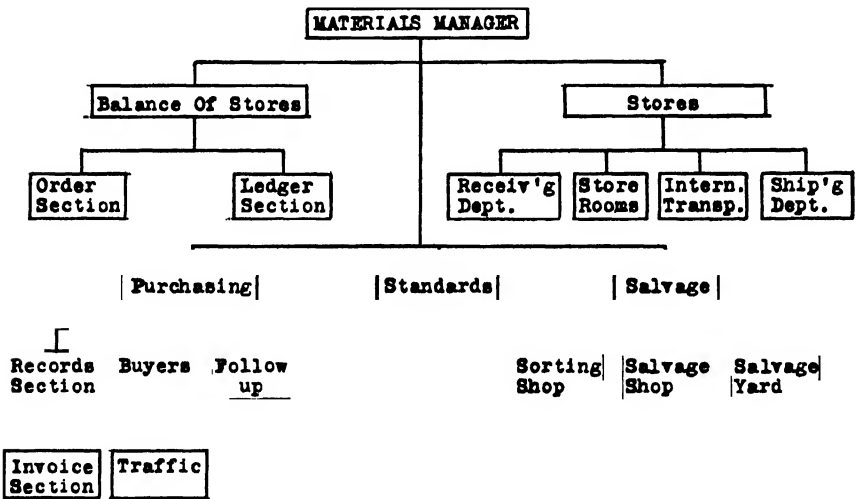 MATERIALS MANAGER
Balance Of Stores
Stores
Order
Section
Ledger
Section
Receiv'g
Dept.
Store
Rooms
Intern.
Transp.
Ship'g
Dept.
Purchasing
Standards
Salvage
Records
Section
Buyers
Follow
up
Sorting
Shop
Salvage
Shop
Salvage
Yard
Invoice
Section
Traffic